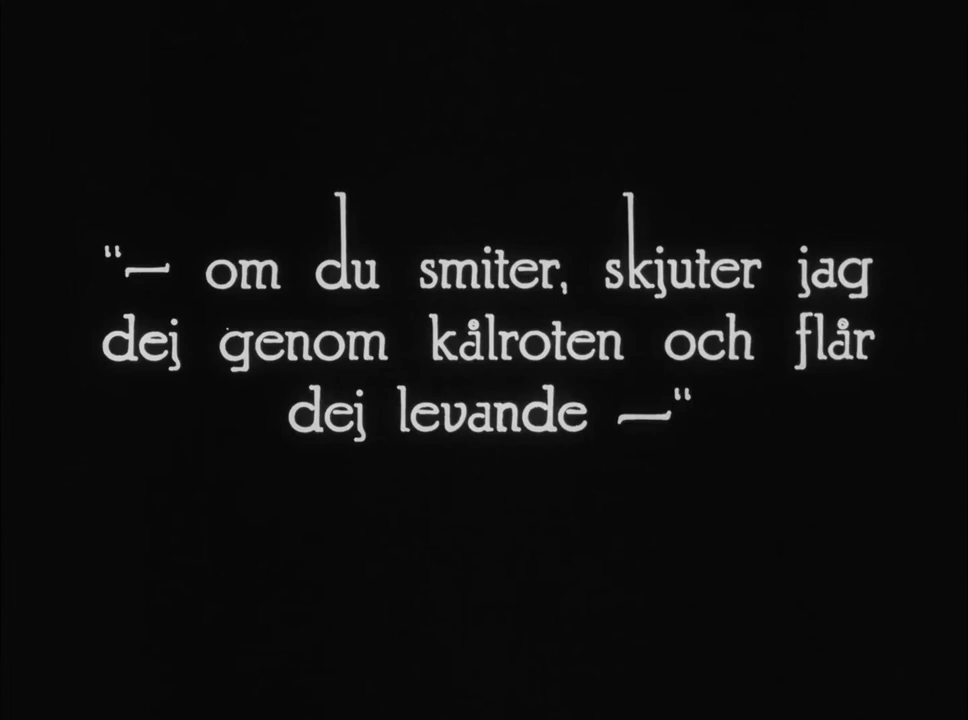 “— om du smiter, skjuter jag
dej genom kålroten och flår
dej levande —“